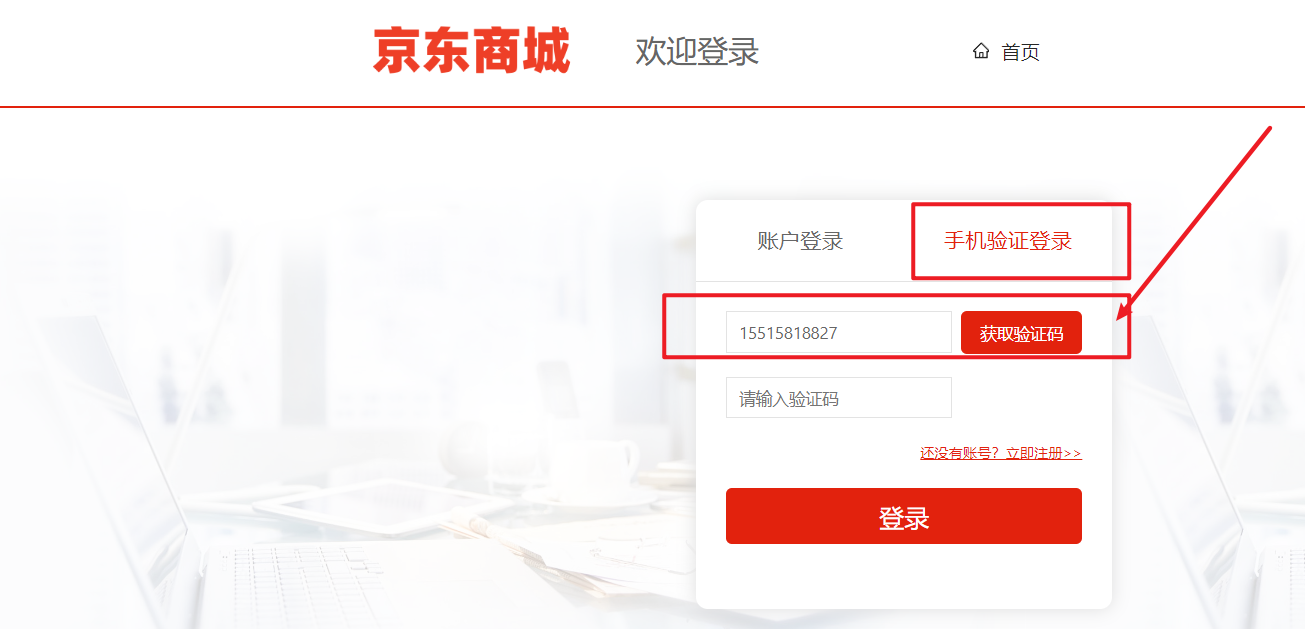 京东商城
欢迎登录
首页
账户登录
手机验证登录
15515818827
获取验证码
请输入验证码
还没有账号？立即注册>>
登录